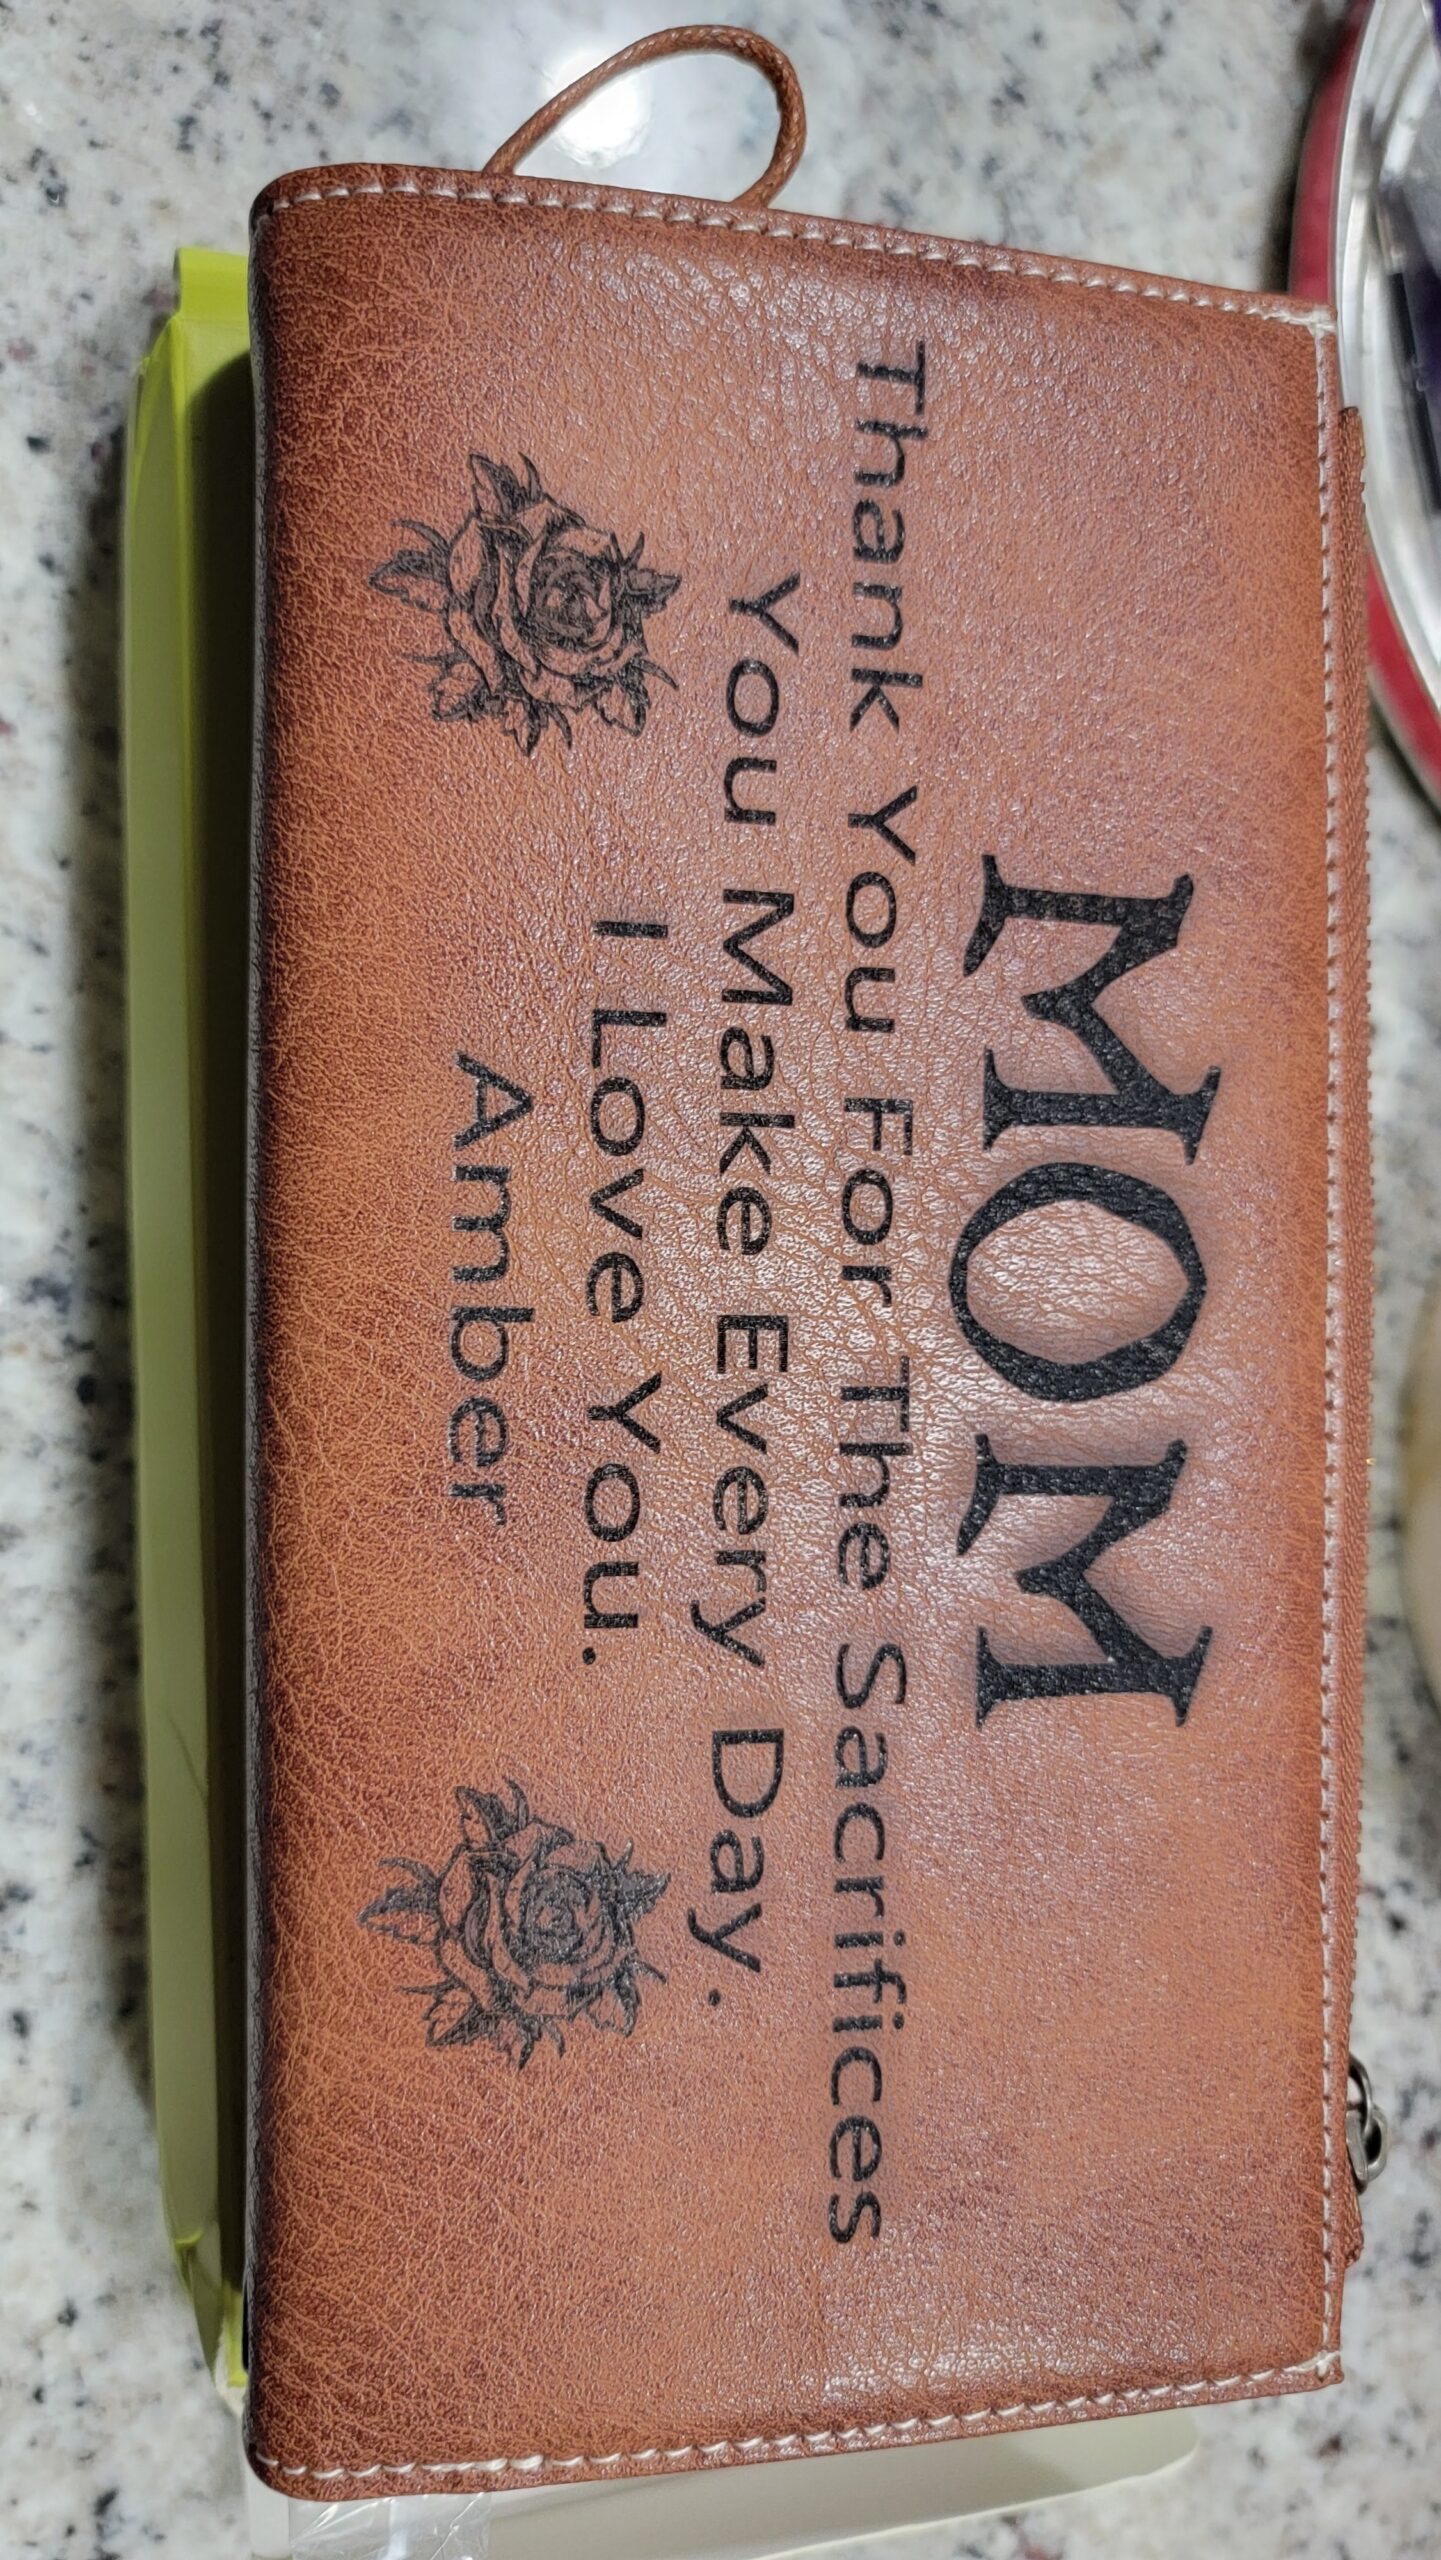 MOM
Thank You For The Sacrifices
You Make Every Day.
I Love You.
Amber